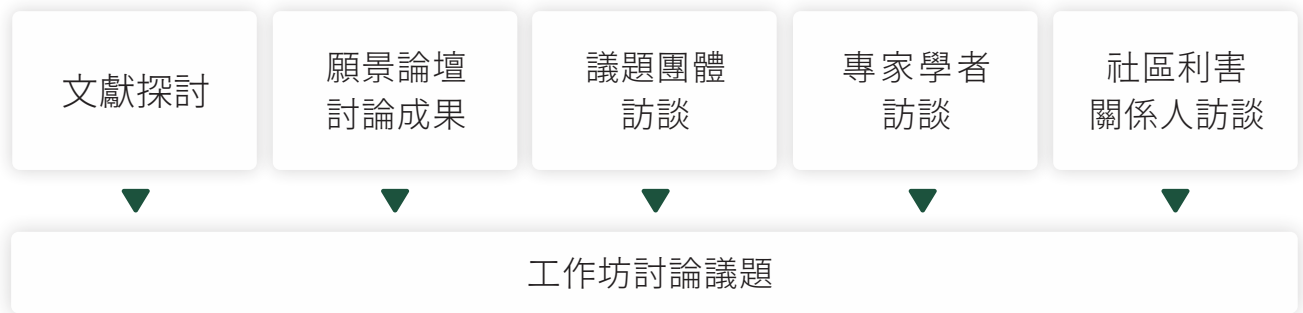 文獻探討
願景論壇
討論成果
議題團體
訪談
專家學者
訪談
社區利害
關係人訪談
工作坊討論議題